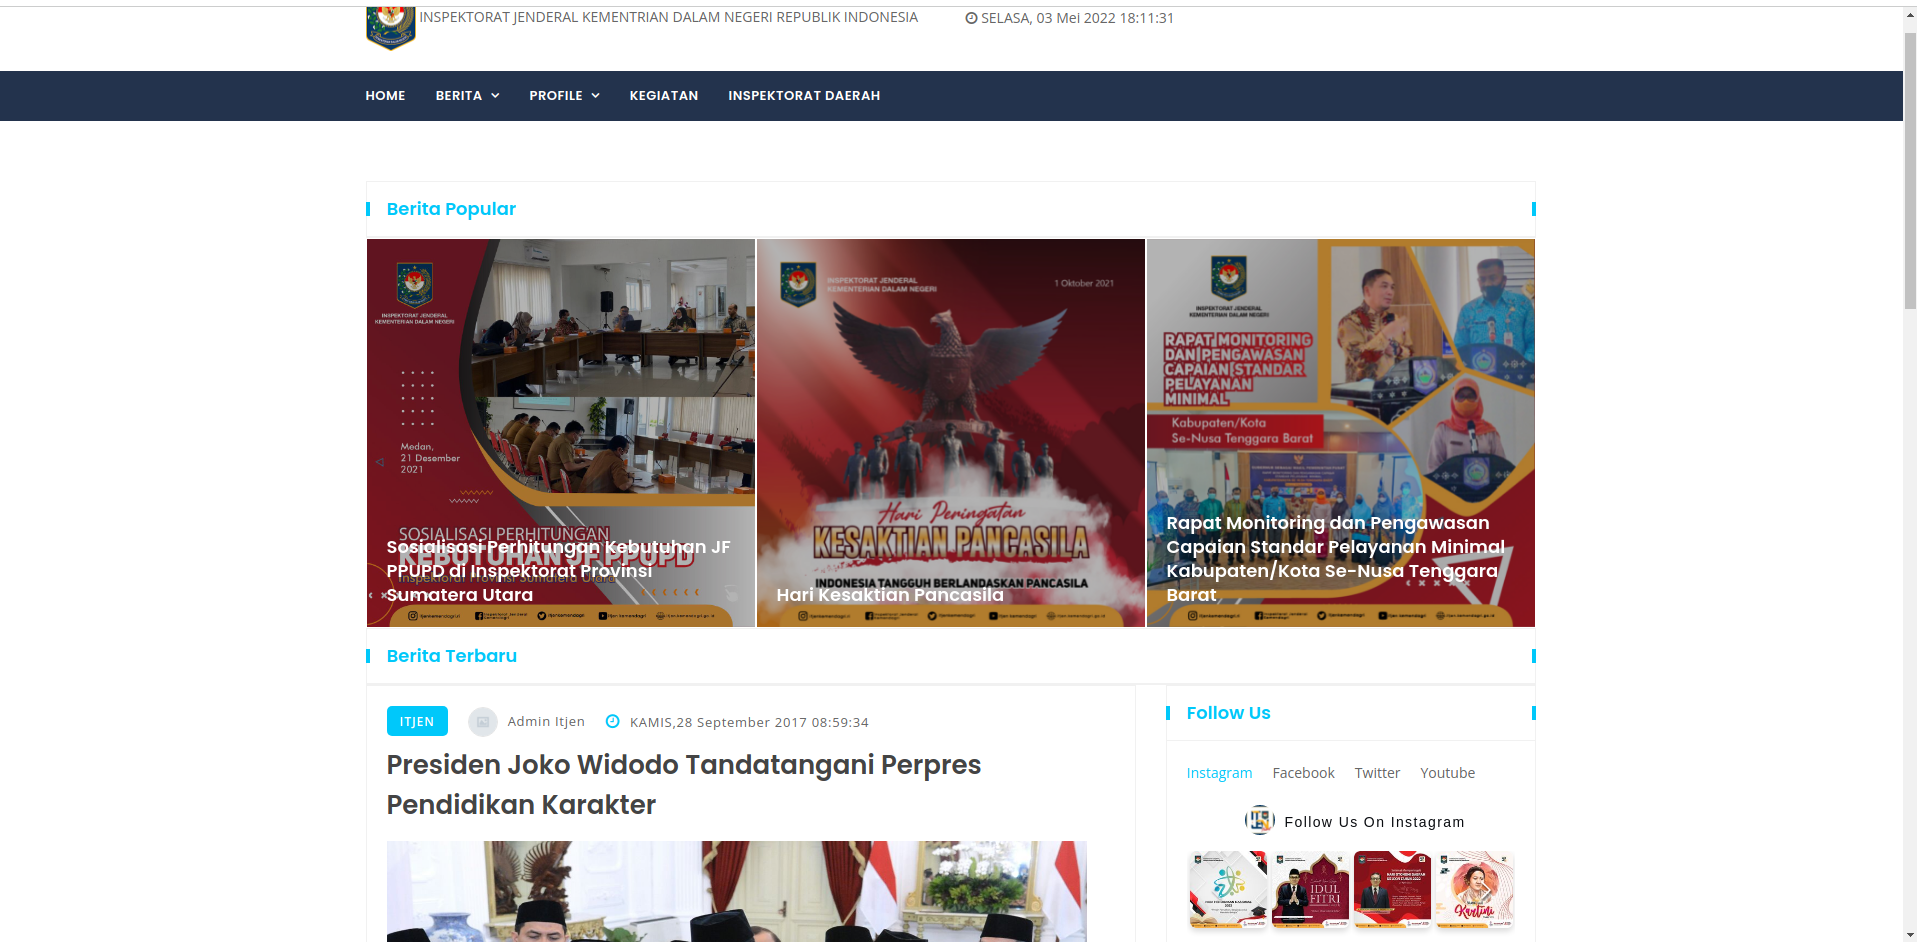 INSPEKTORAT JENDERAL KEMENTRIAN DALAM NEGERI REPUBLIK INDONESIA
SELASA, 03 Mei 2022 18:11:31
HOME
BERITA
PROFILE
KEGIATAN
INSPEKTORAT DAERAH
Berita Popular
INSPEKTORAT JENDERAL
KEMENTERIAN DALAM NEGERI
Medan,
21 Desember
2021
SOSIALISASI PERHITUNGAN
KEBUTUHAN JF PPUPD
Inspektorat Provinsi Sumatera Utara
Sosialisasi Perhitungan Kebutuhan JF
PPUPD di Inspektorat Provinsi
Sumatera Utara
INSPEKTORAT JENDERAL
KEMENTERIAN DALAM NEGERI
1 Oktober 2021
Hari Peringatan
KESAKTIAN PANCASILA
INDONESIA TANGGUH BERLANDASKAN PANCASILA
Hari Kesaktian Pancasila
INSPEKTORAT JENDERAL
KEMENTERIAN DALAM NEGERI
RAPAT MONITORING
DAN PENGAWASAN
CAPAIAN STANDAR
PELAYANAN
MINIMAL
Kabupaten/Kota
Se-Nusa Tenggara Barat
Rapat Monitoring dan Pengawasan
Capaian Standar Pelayanan Minimal
Kabupaten/Kota Se-Nusa Tenggara
Barat
Berita Terbaru
ITJEN
Admin Itjen
KAMIS,28 September 2017 08:59:34
Presiden Joko Widodo Tandatangani Perpres
Pendidikan Karakter
Follow Us
Instagram
Facebook
Twitter
Youtube
Follow Us On Instagram
IDUL
FITRI
Kartini